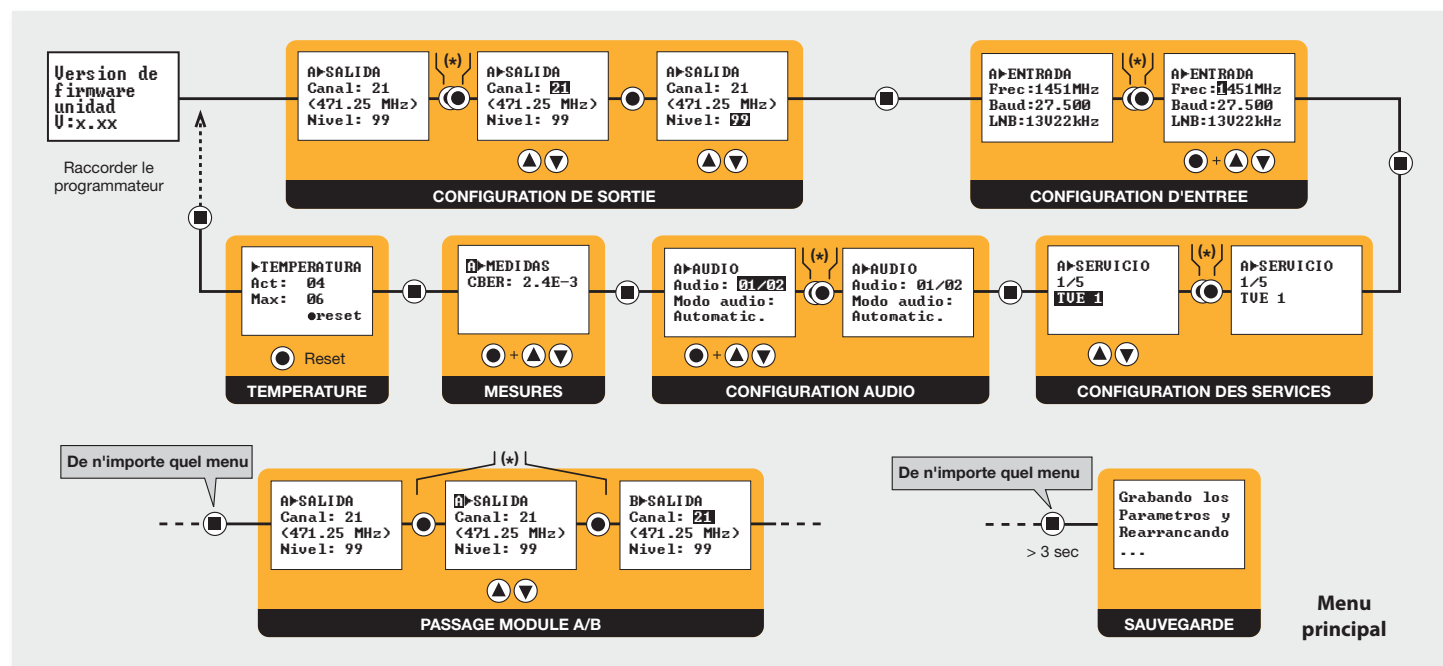 Version de
firmware
unidad
V:x.xx
Raccorder le
programmateur
A▶SALIDA
Canal: 21
(471.25 MHz)
Nivel: 99
(*)
A▶SALIDA
Canal: 21
(471.25 MHz)
Nivel: 99
A▶SALIDA
Canal: 21
(471.25 MHz)
Nivel: 99
CONFIGURATION DE SORTIE
A▶ENTRADA
Frec:1451MHz
Baud:27.500
LNB:13V22kHz
(*)
A▶ENTRADA
Frec:1451MHz
Baud:27.500
LNB:13V22kHz
+
CONFIGURATION D'ENTREE
▶TEMPERATURA
Act: 04
Max: 06
●reset
Reset
TEMPERATURE
A▶MEDIDAS
CBER: 2.4E-3
+
MESURES
A▶AUDIO
Audio: 01/02
Modo audio:
Automatic.
+
(*)
A▶AUDIO
Audio: 01/02
Modo audio:
Automatic.
CONFIGURATION AUDIO
A▶SERVICIO
1/5
TVE 1
(*)
A▶SERVICIO
1/5
TVE 1
CONFIGURATION DES SERVICES
De n'importe quel menu
A▶SALIDA
Canal: 21
(471.25 MHz)
Nivel: 99
(*)
A▶SALIDA
Canal: 21
(471.25 MHz)
Nivel: 99
B▶SALIDA
Canal: 21
(471.25 MHz)
Nivel: 99
PASSAGE MODULE A/B
De n'importe quel menu
> 3 sec
Grabando los
Parametros y
Rearrancando
...
SAUVEGARDE
Menu
principal